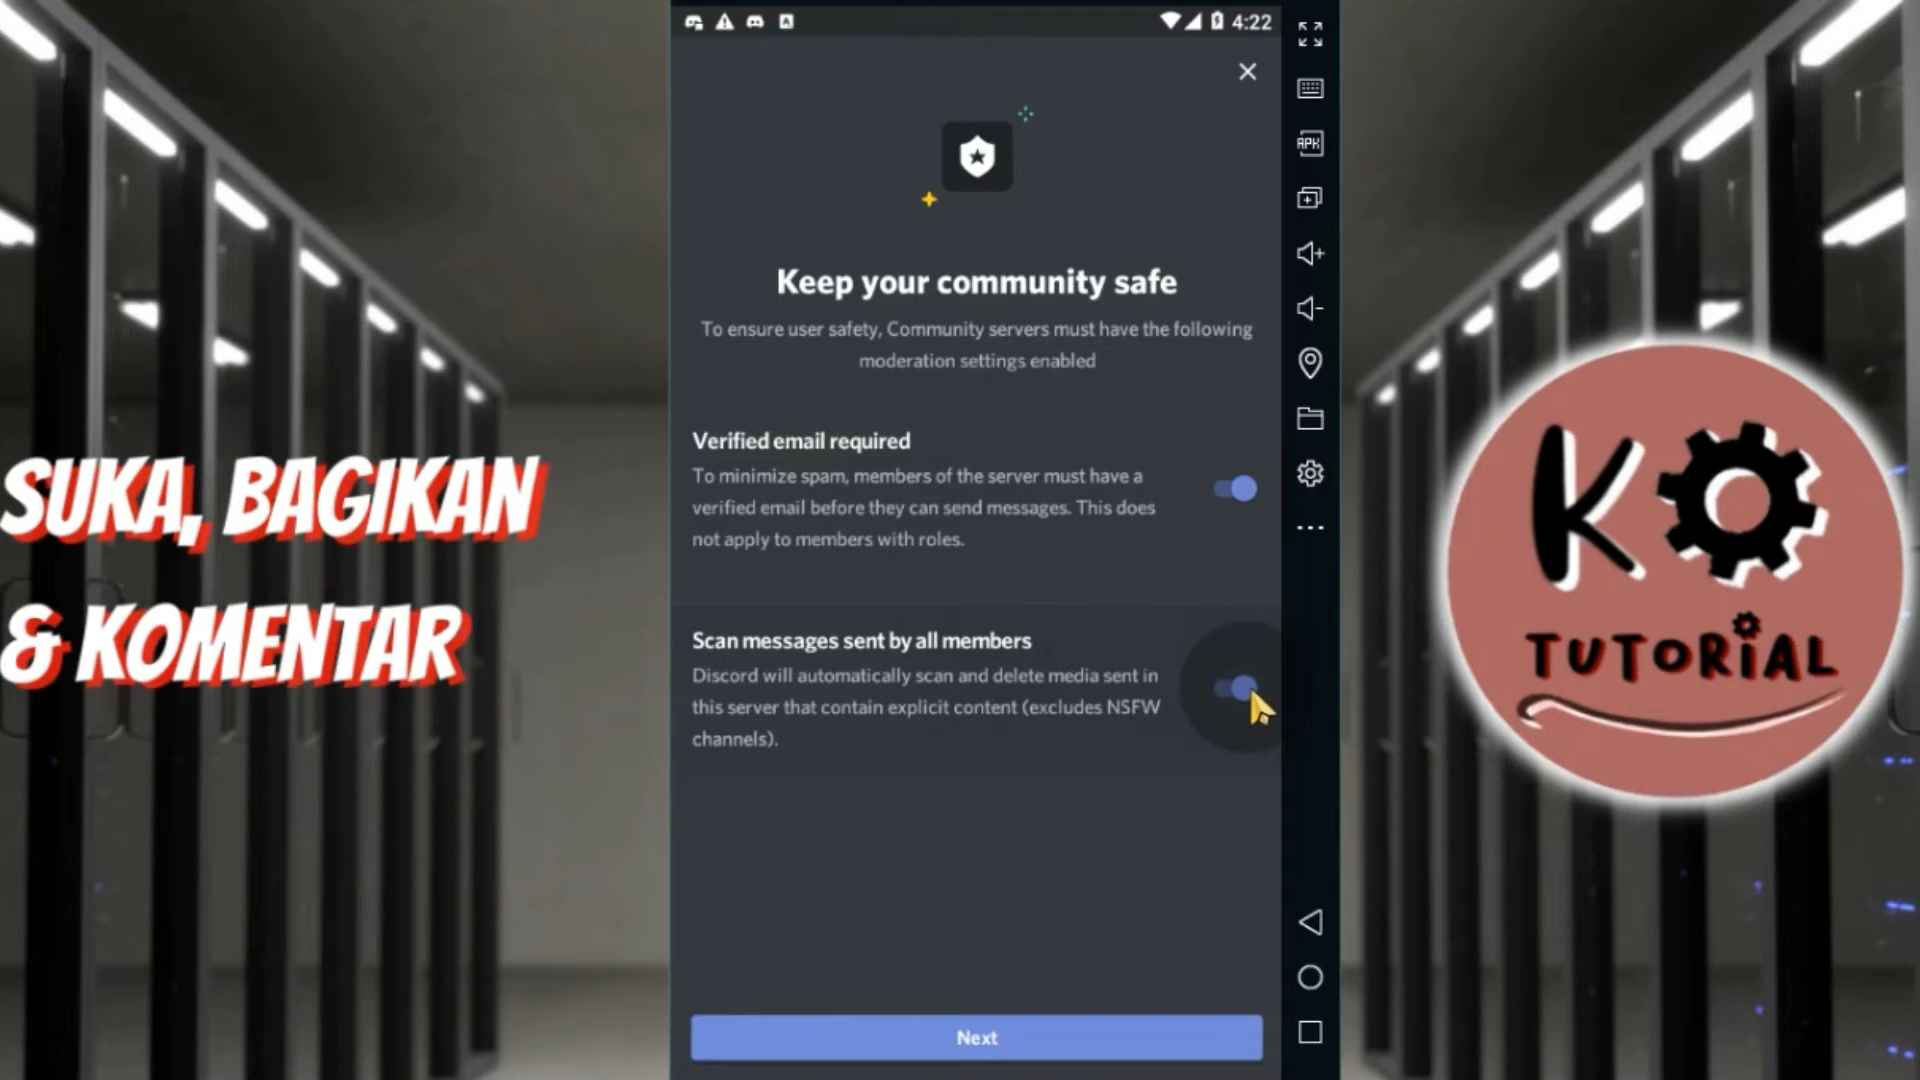 4:22
Keep your community safe
To ensure user safety, Community servers must have the following
moderation settings enabled
Verified email required
To minimize spam, members of the server must have a
verified email before they can send messages. This does
not apply to members with roles.
Scan messages sent by all members
Discord will automatically scan and delete media sent in
this server that contain explicit content (excludes NSFW
channels).
Next
SUKA, BAGIKAN
& KOMENTAR
APK
KO
TUTORIAL